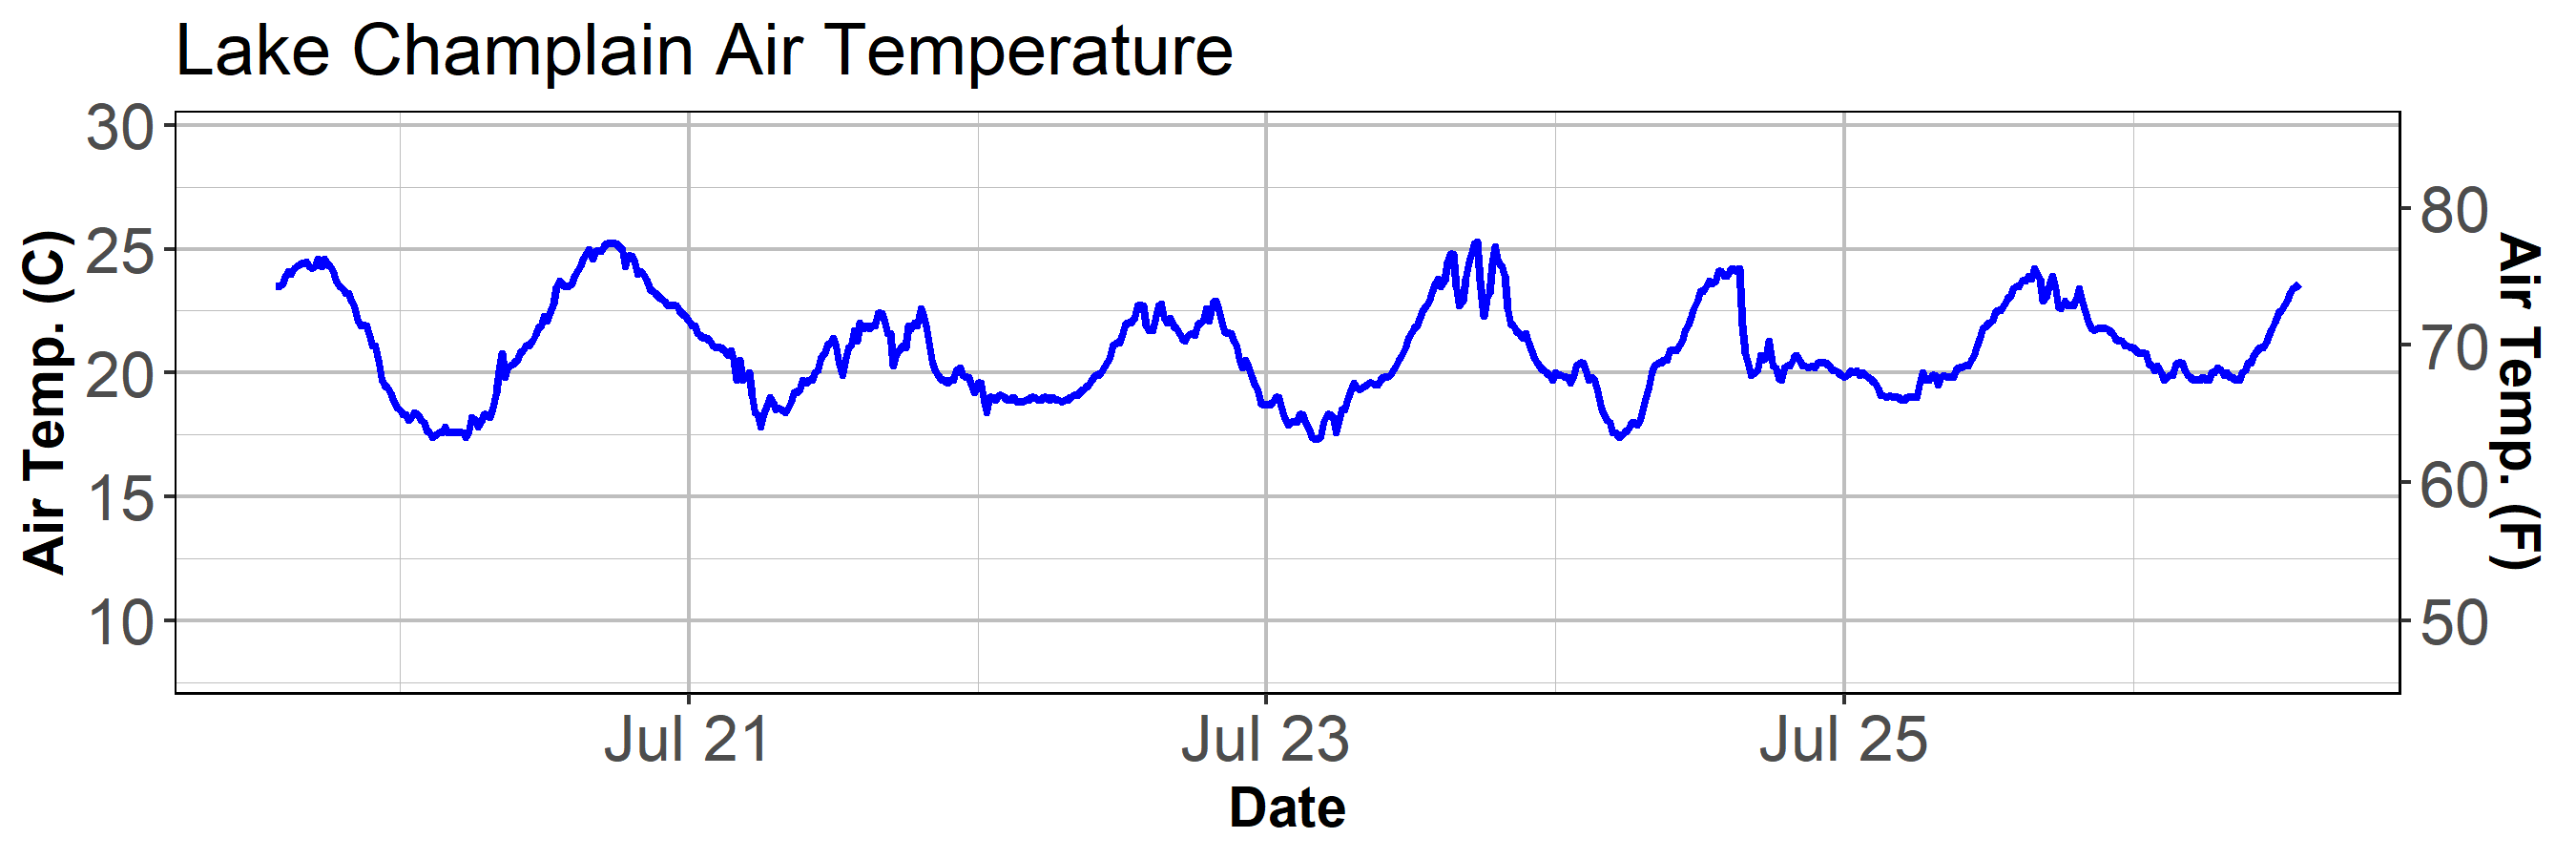 Lake Champlain Air Temperature
30
25
20
15
10
Air Temp. (C)
80
70
60
50
Air Temp. (F)
Jul 21
Jul 23
Jul 25
Date